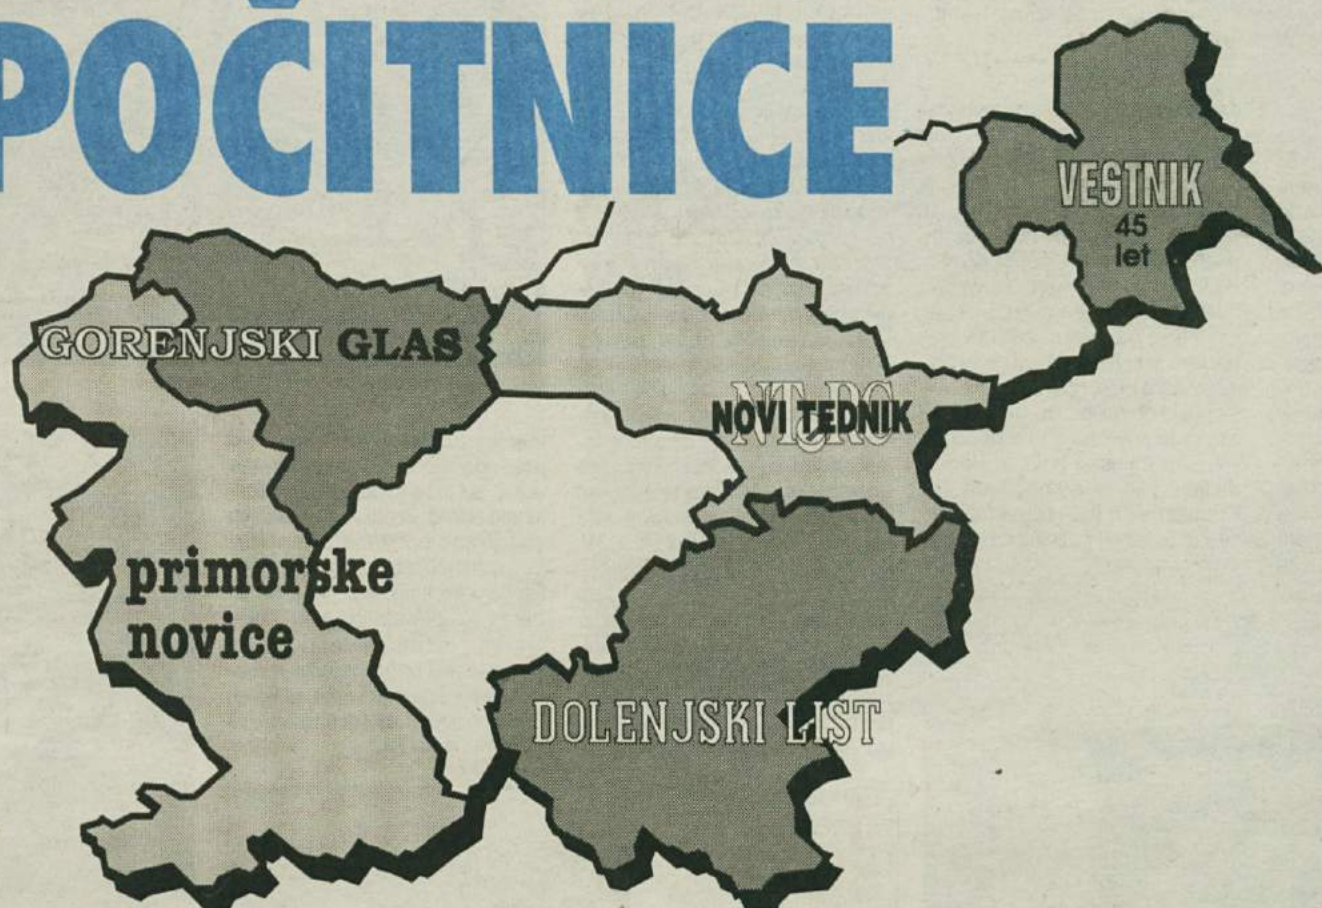 POČITNICE
VESTNIK
45
let
GORENJSKI GLAS
NT&RC
NOVI TEDNIK
primorske
novice
DOLENJSKI LIST